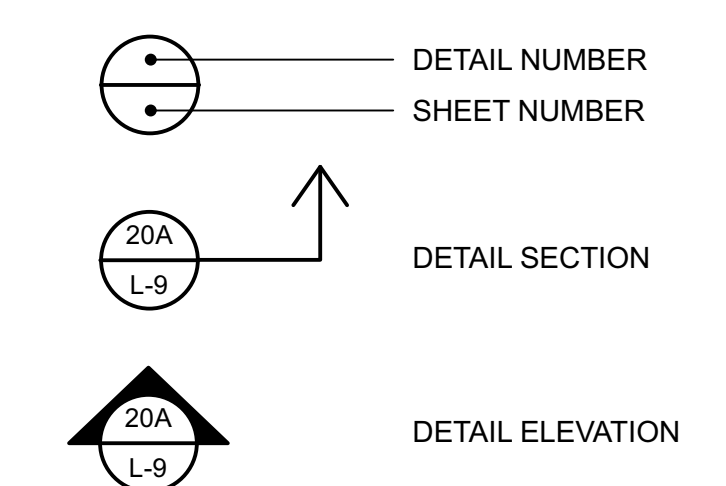 DETAIL NUMBER
SHEET NUMBER
20A
L-9
DETAIL SECTION
20A
L-9
DETAIL ELEVATION